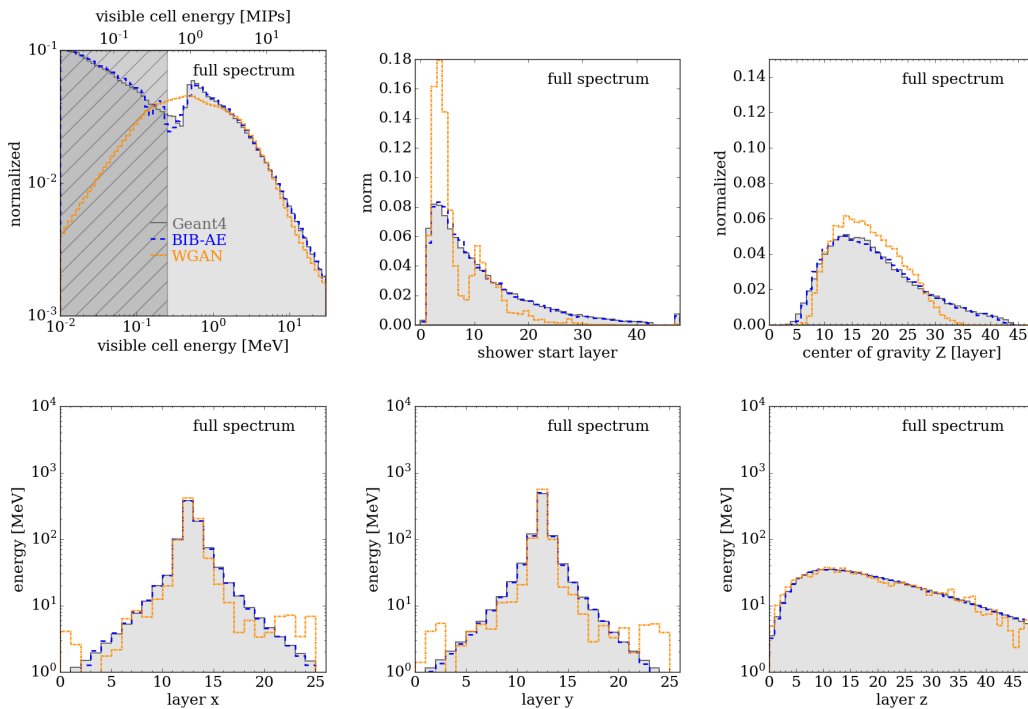 visible cell energy [MIPs]
10^-1 10^0 10^1
full spectrum
normalized
10^-1
10^-2
10^-3
Geant4
BIB-AE
WGAN
10^-2 10^-1 10^0 10^1
visible cell energy [MeV]
full spectrum
norm
0.18
0.16
0.14
0.12
0.10
0.08
0.06
0.04
0.02
0.00
0 10 20 30 40
shower start layer
full spectrum
normalized
0.14
0.12
0.10
0.08
0.06
0.04
0.02
0.00
0 5 10 15 20 25 30 35 40 45
center of gravity Z [layer]
full spectrum
energy [MeV]
10^4
10^3
10^2
10^1
10^0
0 5 10 15 20 25
layer x
full spectrum
energy [MeV]
10^4
10^3
10^2
10^1
10^0
0 5 10 15 20 25
layer y
full spectrum
energy [MeV]
10^4
10^3
10^2
10^1
10^0
0 5 10 15 20 25 30 35 40 45
layer z